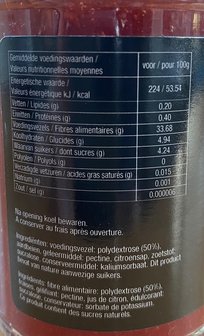 Gemiddelde voedingswaarden /
Valeurs nutritionnelles moyennes
voor / pour 100g
Energetische waarde /
Valeurs énergétique kJ / kcal
224 / 53.54
Vetten / Lipides (g)
0.20
Eiwitten / Protéines (g)
0.40
Voedingsvezels / Fibres alimentaires (g)
33.68
Koolhydraten / Glucides (g)
4.94
Waarvan suikers / dont sucres (g)
4.24
Polyolen / Polyols (g)
0
Verzadigde vetzuren / acides gras saturés (g)
0.015
Natrium (g)
0.001
Zout / sel (g)
0.000006
Na opening koel bewaren.
A conserver au frais après ouverture.
Ingrediënten: voedingsvezel: polydextrose (50%),
aardbeien, geleermiddel: pectine, citroensap, zoetstof:
sucralose, conserveermiddel: kaliumsorbaat. Dit product
bevat van nature aanwezige suikers.
Ingrédients: fibre alimentaire: polydextrose (50%),
fraises, gélifiant: pectine, jus de citron, édulcorant:
sucralose, conservateur: sorbate de potassium.
Ce produit contient des sucres naturels.